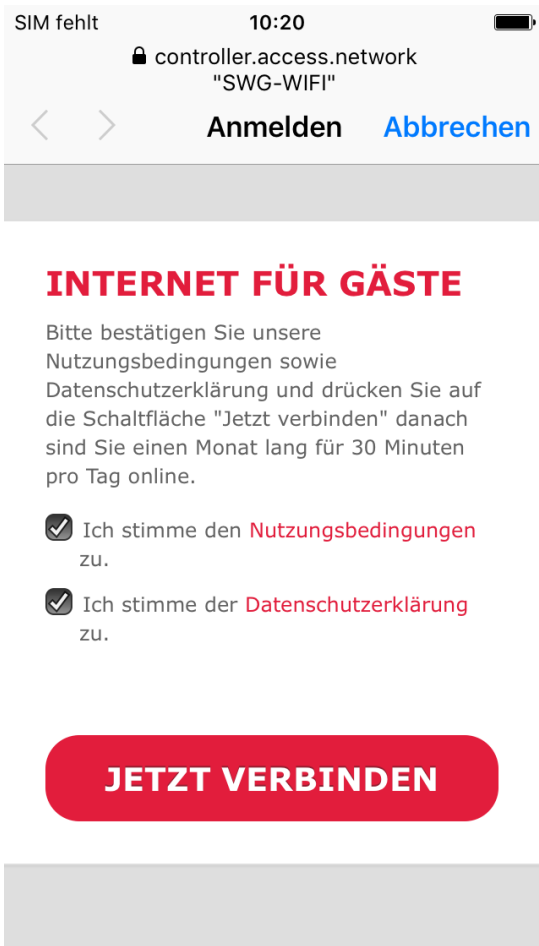 SIM fehlt 10:20
controller.access.network
"SWG-WIFI"
Anmelden Abbrechen
INTERNET FÜR GÄSTE
Bitte bestätigen Sie unsere
Nutzungsbedingungen sowie
Datenschutzerklärung und drücken Sie auf
die Schaltfläche "Jetzt verbinden" danach
sind Sie einen Monat lang für 30 Minuten
pro Tag online.
Ich stimme den Nutzungsbedingungen
zu.
Ich stimme der Datenschutzerklärung
zu.
JETZT VERBINDEN